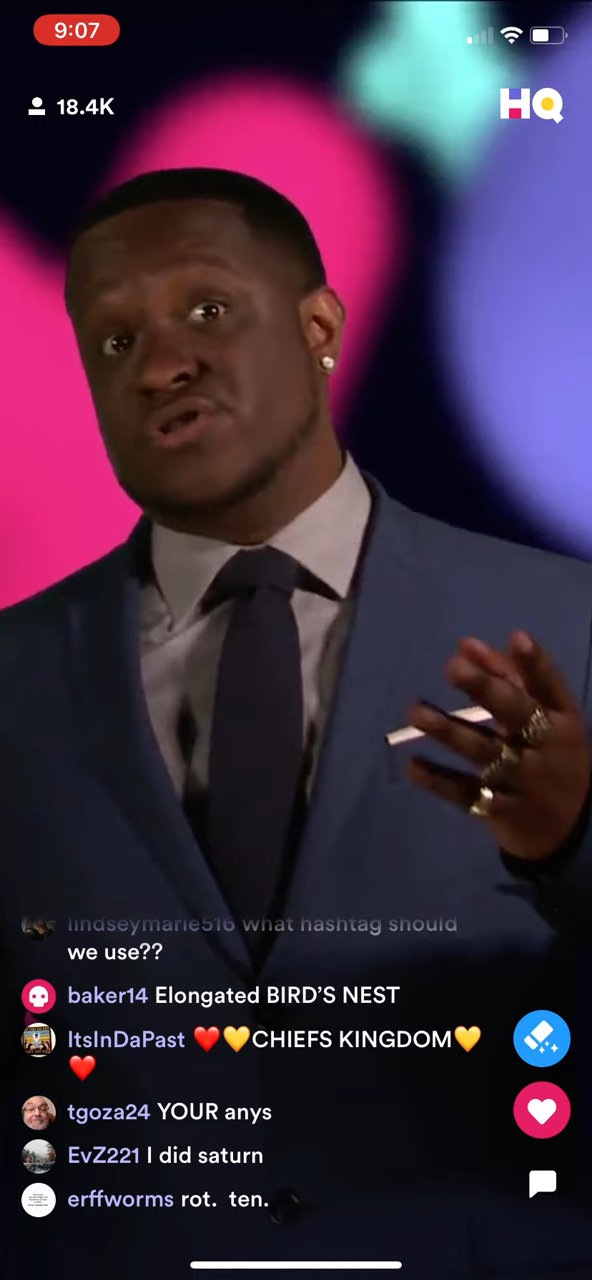 9:07
18.4K
HQ
lindseymarie516 what hashtag should
we use??
baker14 Elongated BIRD'S NEST
ItsInDaPast ❤️💛CHIEFS KINGDOM💛
❤️
tgoza24 YOUR anys
EvZ221 I did saturn
erffworms rot.  ten.